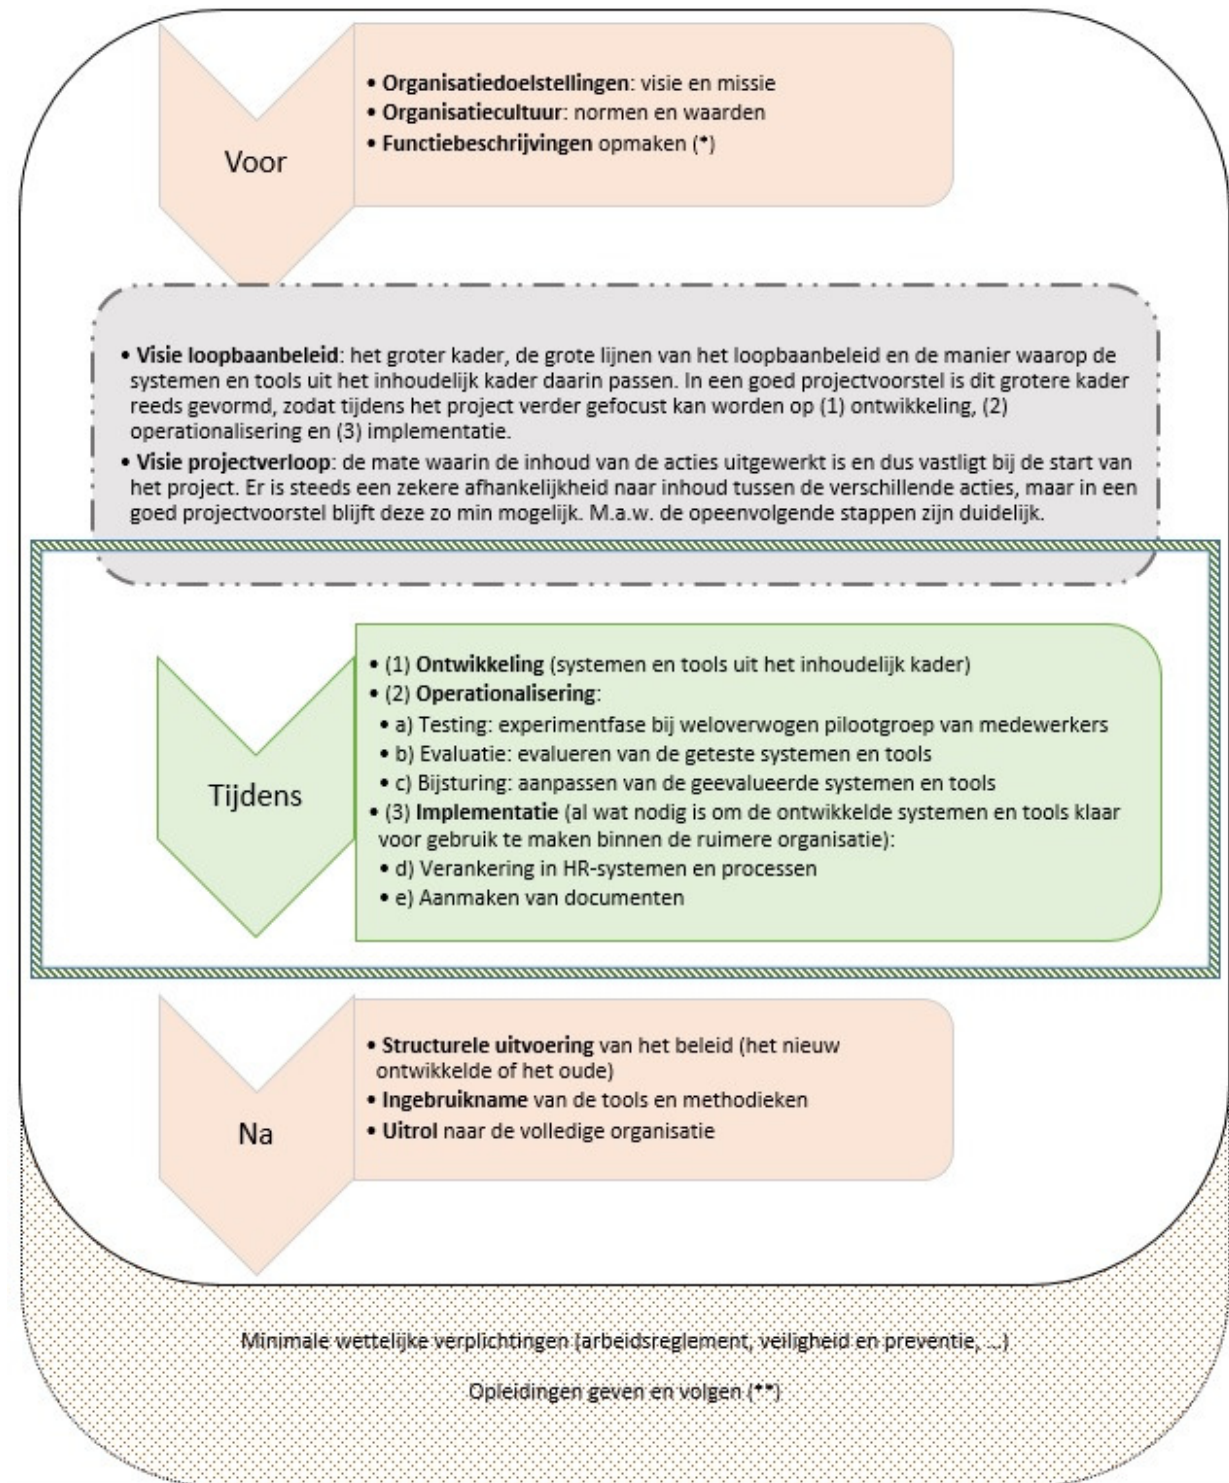 Voor
• Organisatiedoelstellingen: visie en missie
• Organisatiecultuur: normen en waarden
• Functiebeschrijvingen opmaken (*)
• Visie loopbaanbeleid: het groter kader, de grote lijnen van het loopbaanbeleid en de manier waarop de
systemen en tools uit het inhoudelijk kader daarin passen. In een goed projectvoorstel is dit grotere kader
reeds gevormd, zodat tijdens het project verder gefocust kan worden op (1) ontwikkeling, (2)
operationalisering en (3) implementatie.
• Visie projectverloop: de mate waarin de inhoud van de acties uitgewerkt is en dus vastligt bij de start van
het project. Er is steeds een zekere afhankelijkheid naar inhoud tussen de verschillende acties, maar in een
goed projectvoorstel blijft deze zo min mogelijk. M.a.w. de opeenvolgende stappen zijn duidelijk.
Tijdens
• (1) Ontwikkeling (systemen en tools uit het inhoudelijk kader)
• (2) Operationalisering:
• a) Testing: experimentfase bij weloverwogen pilootgroep van medewerkers
• b) Evaluatie: evalueren van de geteste systemen en tools
• c) Bijsturing: aanpassen van de geevalueerde systemen en tools
• (3) Implementatie (al wat nodig is om de ontwikkelde systemen en tools klaar
voor gebruik te maken binnen de ruimere organisatie):
• d) Verankering in HR-systemen en processen
• e) Aanmaken van documenten
Na
• Structurele uitvoering van het beleid (het nieuw
ontwikkelde of het oude)
• Ingebruikname van de tools en methodieken
• Uitrol naar de volledige organisatie
Minimale wettelijke verplichtingen (arbeidsreglement, veiligheid en preventie, ...)
Opleidingen geven en volgen (**)